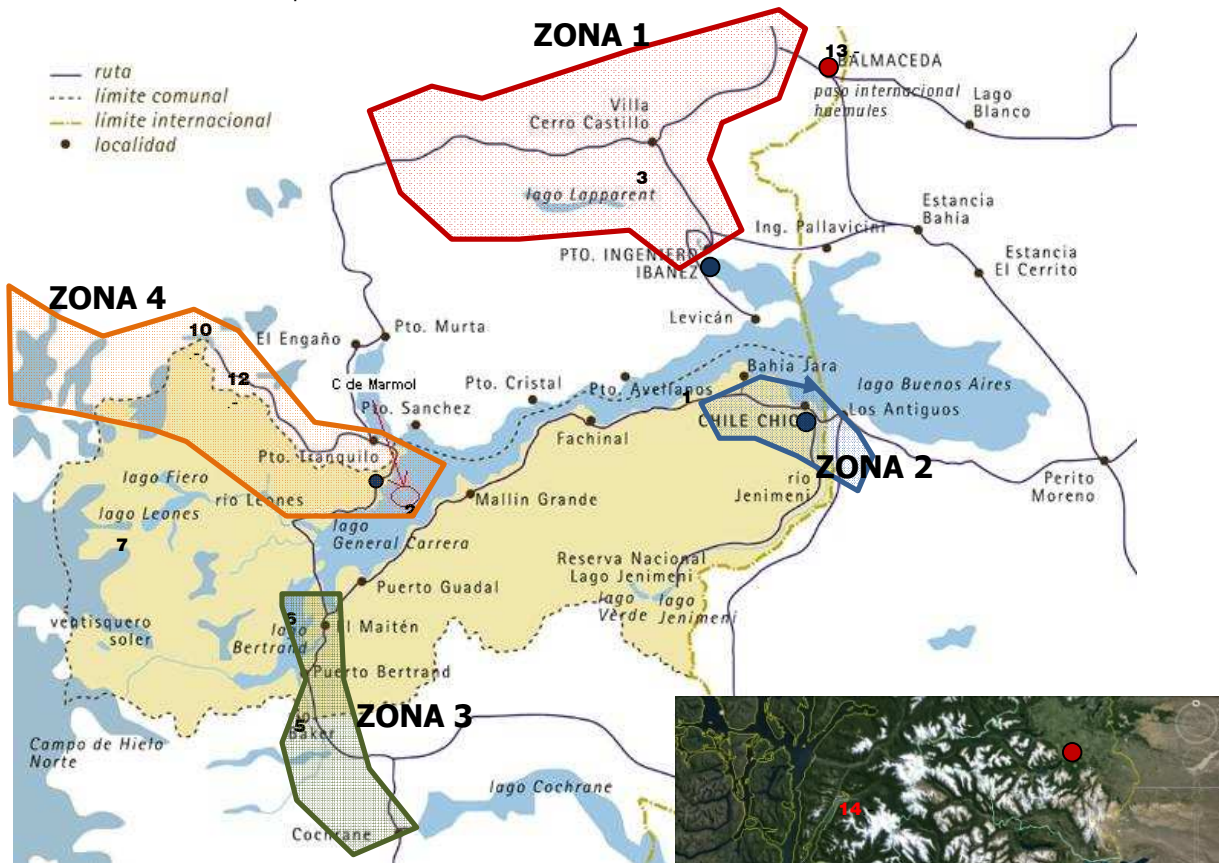 ZONA 1
ruta
límite comunal
límite internacional
localidad
13 -
BALMACEDA
paso internacional
huemules
Lago
Blanco
Villa
Cerro Castillo
3
lago Lapparent
PTO. INGENIERO
IBAÑEZ
Ing. Pallavicini
Estancia
Bahía
Estancia
El Cerrito
Levicán
ZONA 4
10
12
El Engaño
Pto. Murta
C de Marmol
Pto. Cristal
Pto. Avellanos
Bahía Jara
lago Buenos Aires
1
CHILE CHICO
Los Antiguos
ZONA 2
Pto. Sanchez
Fachinal
Pto. Tranquilo
lago Fiero
río Leones
lago Leones
7
2
lago
General Carrera
Mallín Grande
río
Jenimeni
Perito
Moreno
Reserva Nacional
Lago Jenimeni
lago
Verde
lago
Jenimeni
Puerto Guadal
ventisquero
soler
6
lago
Bertrand
El Maitén
Puerto Bertrand
ZONA 3
5
Baker
Campo de Hielo
Norte
lago Cochrane
Cochrane
14